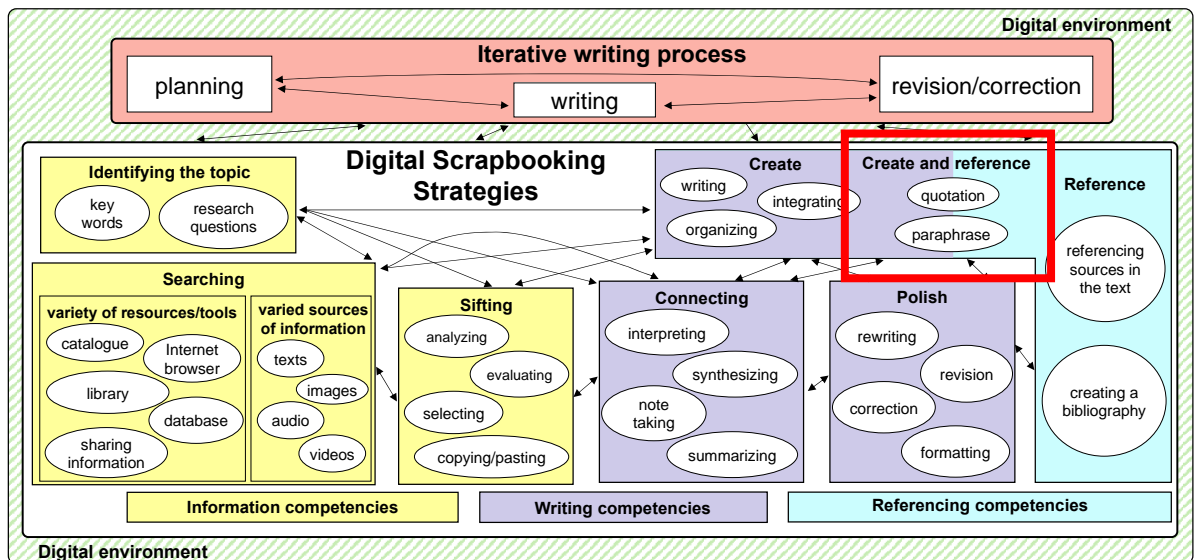 Digital environment
Iterative writing process
planning
writing
revision/correction
Digital Scrapbooking
Strategies
Identifying the topic
key
words
research
questions
Create
writing
integrating
organizing
Create and reference
quotation
paraphrase
Reference
referencing
sources in
the text
creating a
bibliography
Searching
variety of resources/tools
catalogue
Internet
browser
library
database
sharing
information
varied sources
of information
texts
images
audio
videos
Sifting
analyzing
evaluating
selecting
copying/pasting
Connecting
interpreting
synthesizing
note
taking
summarizing
Polish
rewriting
revision
correction
formatting
Information competencies
Writing competencies
Referencing competencies
Digital environment